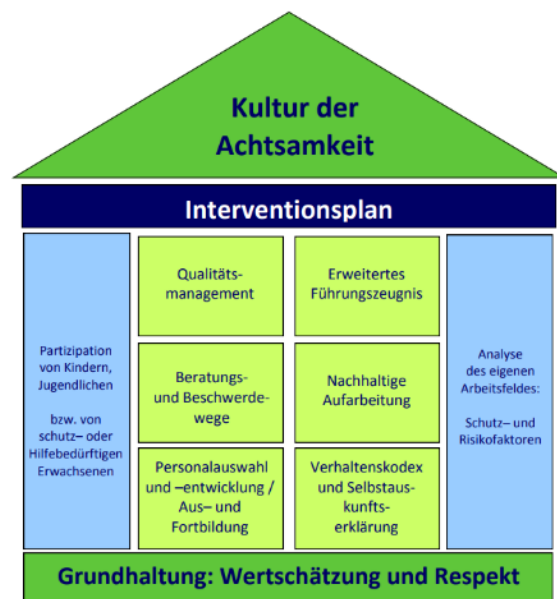 Kultur der
Achtsamkeit
Interventionsplan
Partizipation
von Kindern,
Jugendlichen
bzw. von
schutz– oder
Hilfebedürftigen
Erwachsenen
Qualitäts-
management
Erweitertes
Führungszeugnis
Beratungs-
und Beschwerde-
wege
Nachhaltige
Aufarbeitung
Personalauswahl
und –entwicklung /
Aus– und
Fortbildung
Verhaltenskodex
und Selbstaus-
kunfts-
erklärung
Analyse
des eigenen
Arbeitsfeldes:
Schutz– und
Risikofaktoren
Grundhaltung: Wertschätzung und Respekt